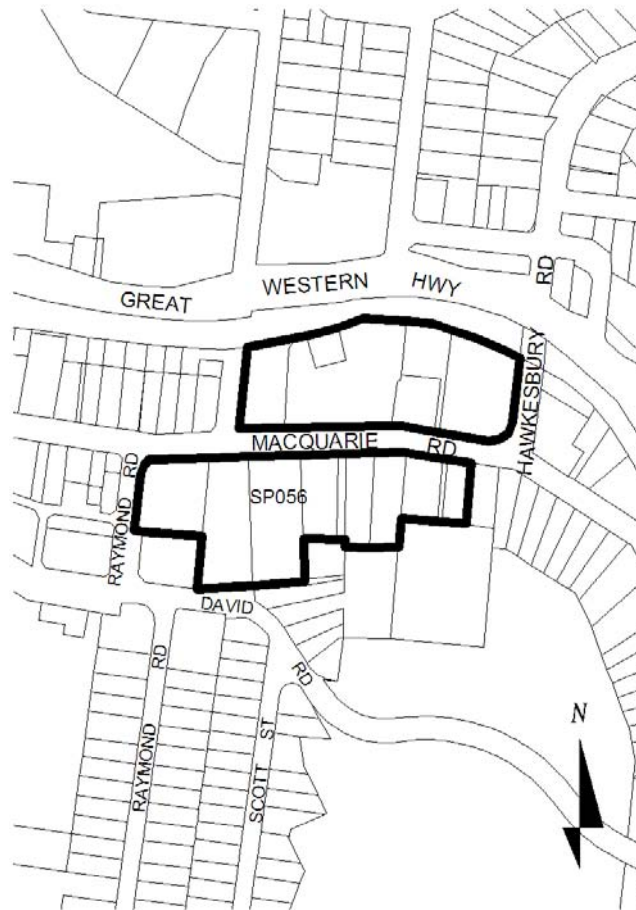 GREAT WESTERN HWY
RD
HAWKESBURY
MACQUARIE RD
RAYMOND RD
SP056
DAVID RD
RAYMOND RD
SCOTT ST
N